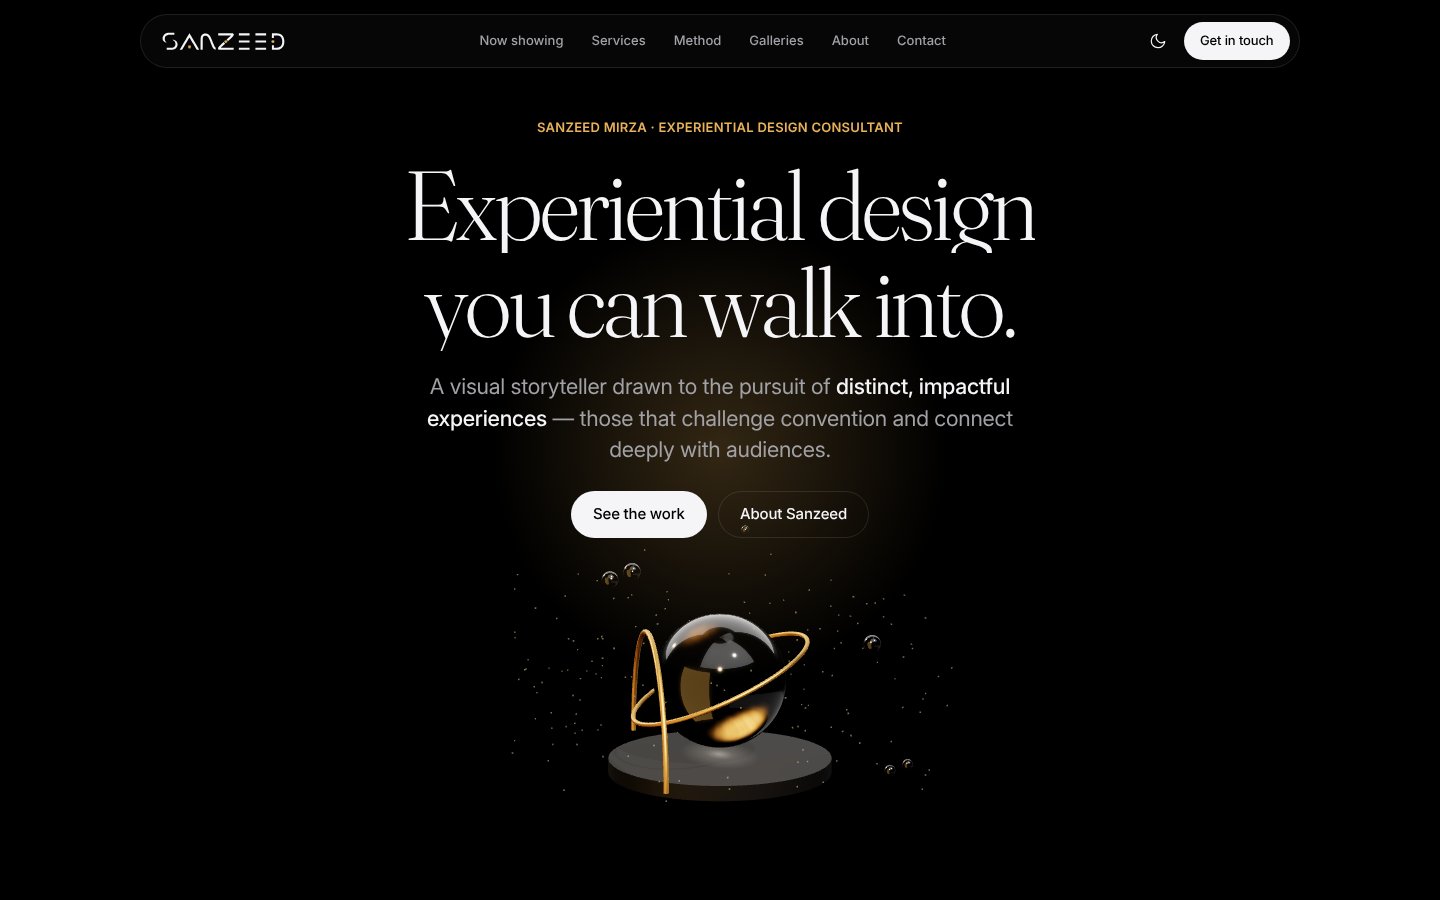 SANZEED
Now showing
Services
Method
Galleries
About
Contact
Get in touch
SANZEED MIRZA · EXPERIENTIAL DESIGN CONSULTANT
Experiential design
you can walk into.
A visual storyteller drawn to the pursuit of distinct, impactful
experiences — those that challenge convention and connect
deeply with audiences.
See the work
About Sanzeed